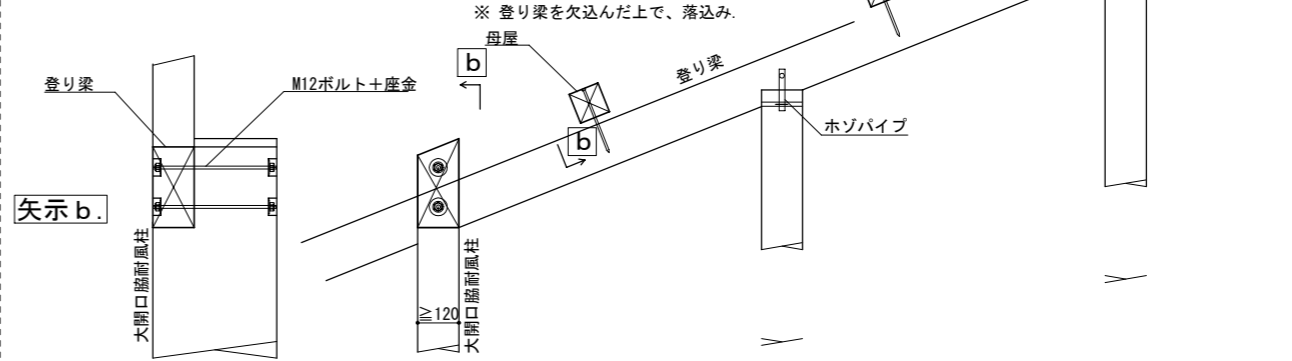 ※ 登り梁を欠込んだ上で、落込み.
母屋
b
登り梁
登り梁
M12ボルト＋座金
b
ホゾパイプ
矢示ｂ.
大開口脇耐風柱
大開口脇耐風柱
≧120